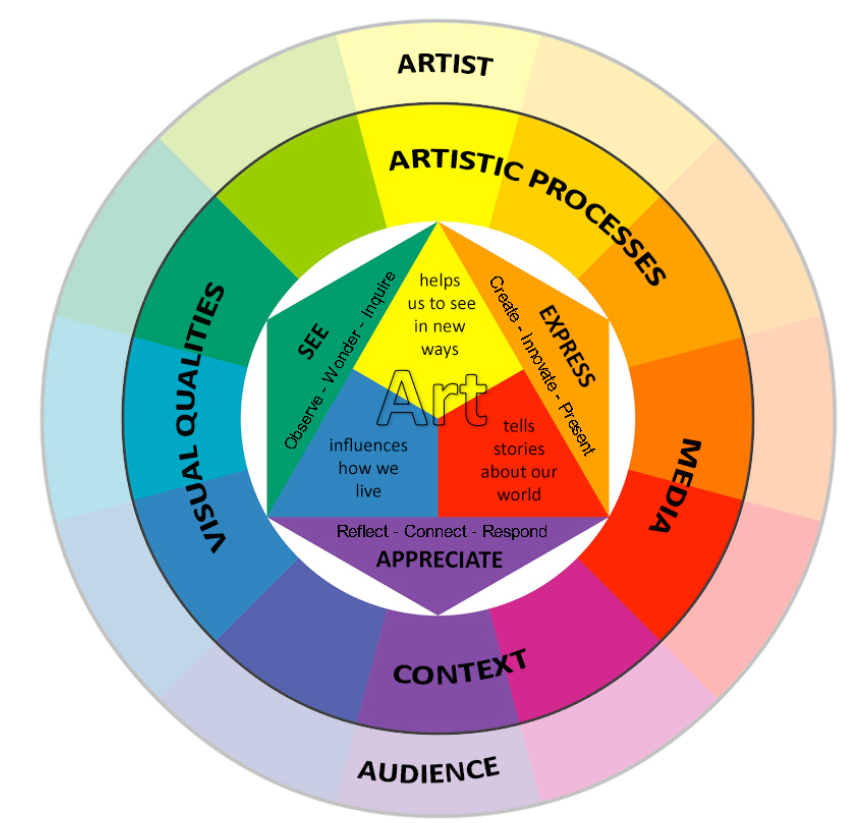 ARTIST
ARTISTIC PROCESSES
VISUAL QUALITIES
MEDIA
CONTEXT
AUDIENCE
SEE
Observe - Wonder - Inquire
EXPRESS
Create - Innovate - Present
helps
us to see
in new
ways
Art
influences
how we
live
tells
stories
about our
world
Reflect - Connect - Respond
APPRECIATE